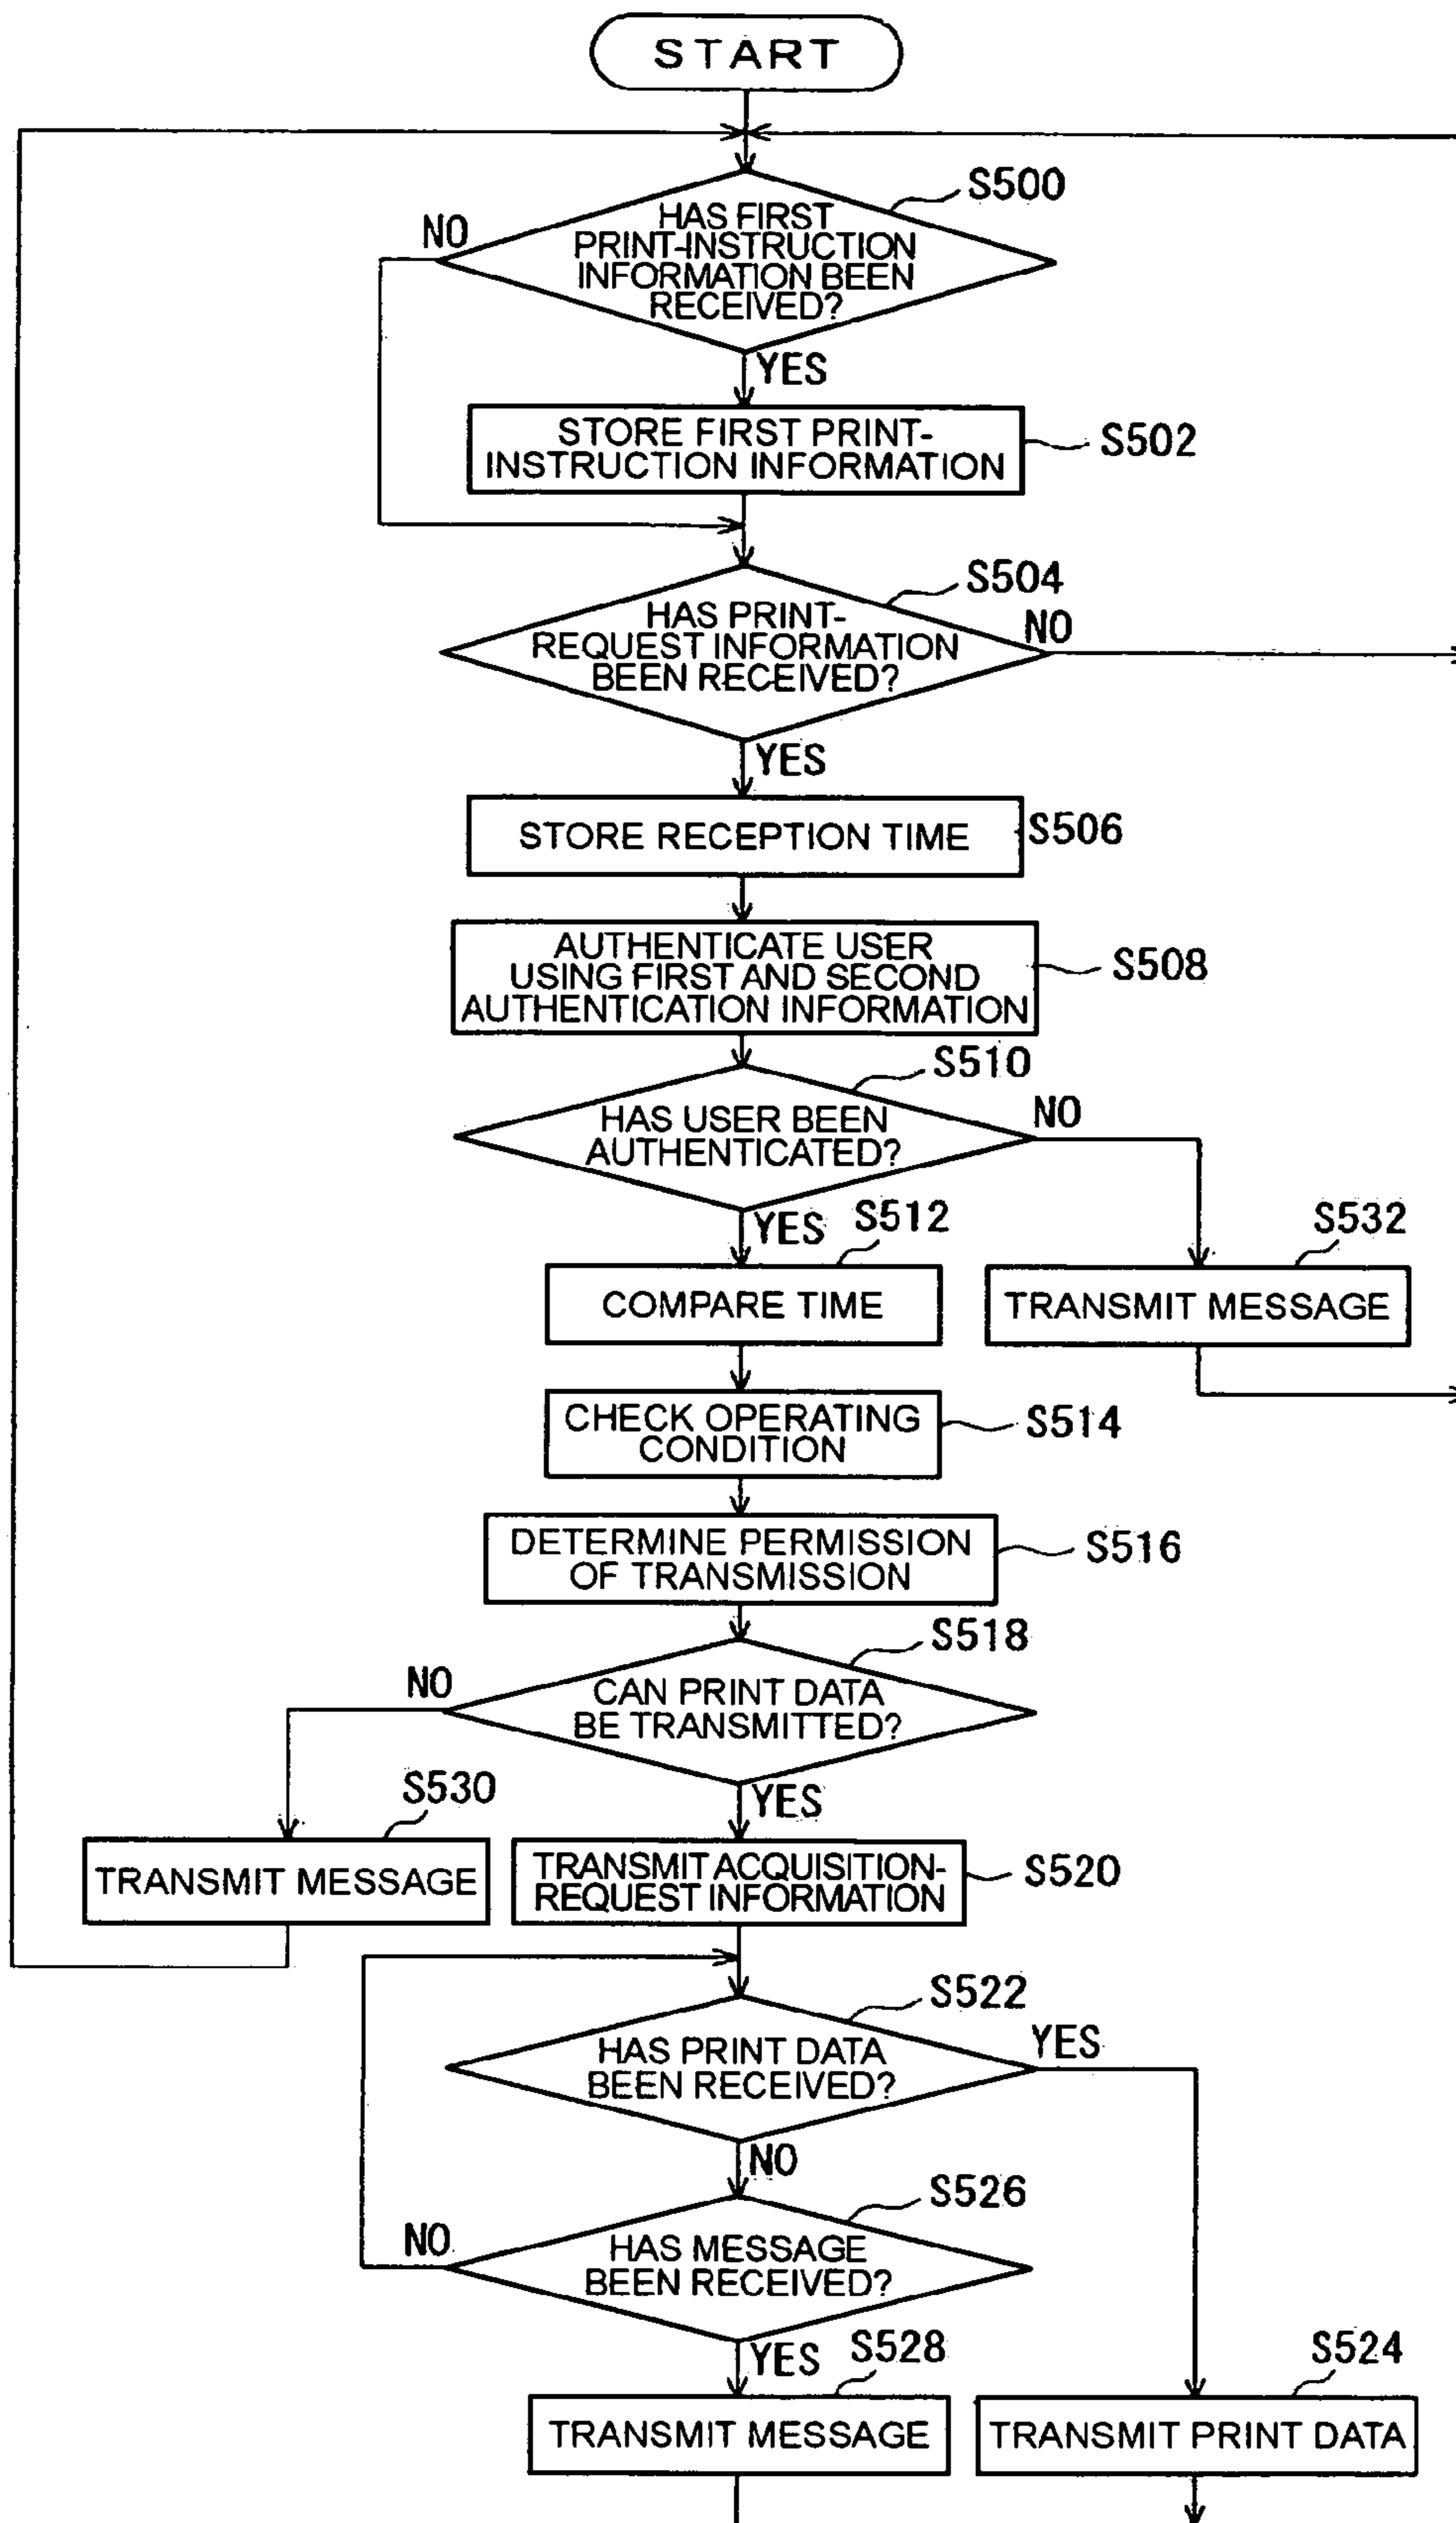 START
S500
HAS FIRST
PRINT-INSTRUCTION
INFORMATION BEEN
RECEIVED?
NO
YES
STORE FIRST PRINT-
INSTRUCTION INFORMATION
S502
S504
HAS PRINT-
REQUEST INFORMATION
BEEN RECEIVED?
NO
YES
STORE RECEPTION TIME
S506
AUTHENTICATE USER
USING FIRST AND SECOND
AUTHENTICATION INFORMATION
S508
S510
HAS USER BEEN
AUTHENTICATED?
NO
YES
S512
COMPARE TIME
S532
TRANSMIT MESSAGE
CHECK OPERATING
CONDITION
S514
DETERMINE PERMISSION
OF TRANSMISSION
S516
S518
CAN PRINT DATA
BE TRANSMITTED?
NO
YES
S530
TRANSMIT MESSAGE
TRANSMIT ACQUISITION-
REQUEST INFORMATION
S520
S522
HAS PRINT DATA
BEEN RECEIVED?
YES
NO
S526
HAS MESSAGE
BEEN RECEIVED?
NO
YES
S528
TRANSMIT MESSAGE
S524
TRANSMIT PRINT DATA